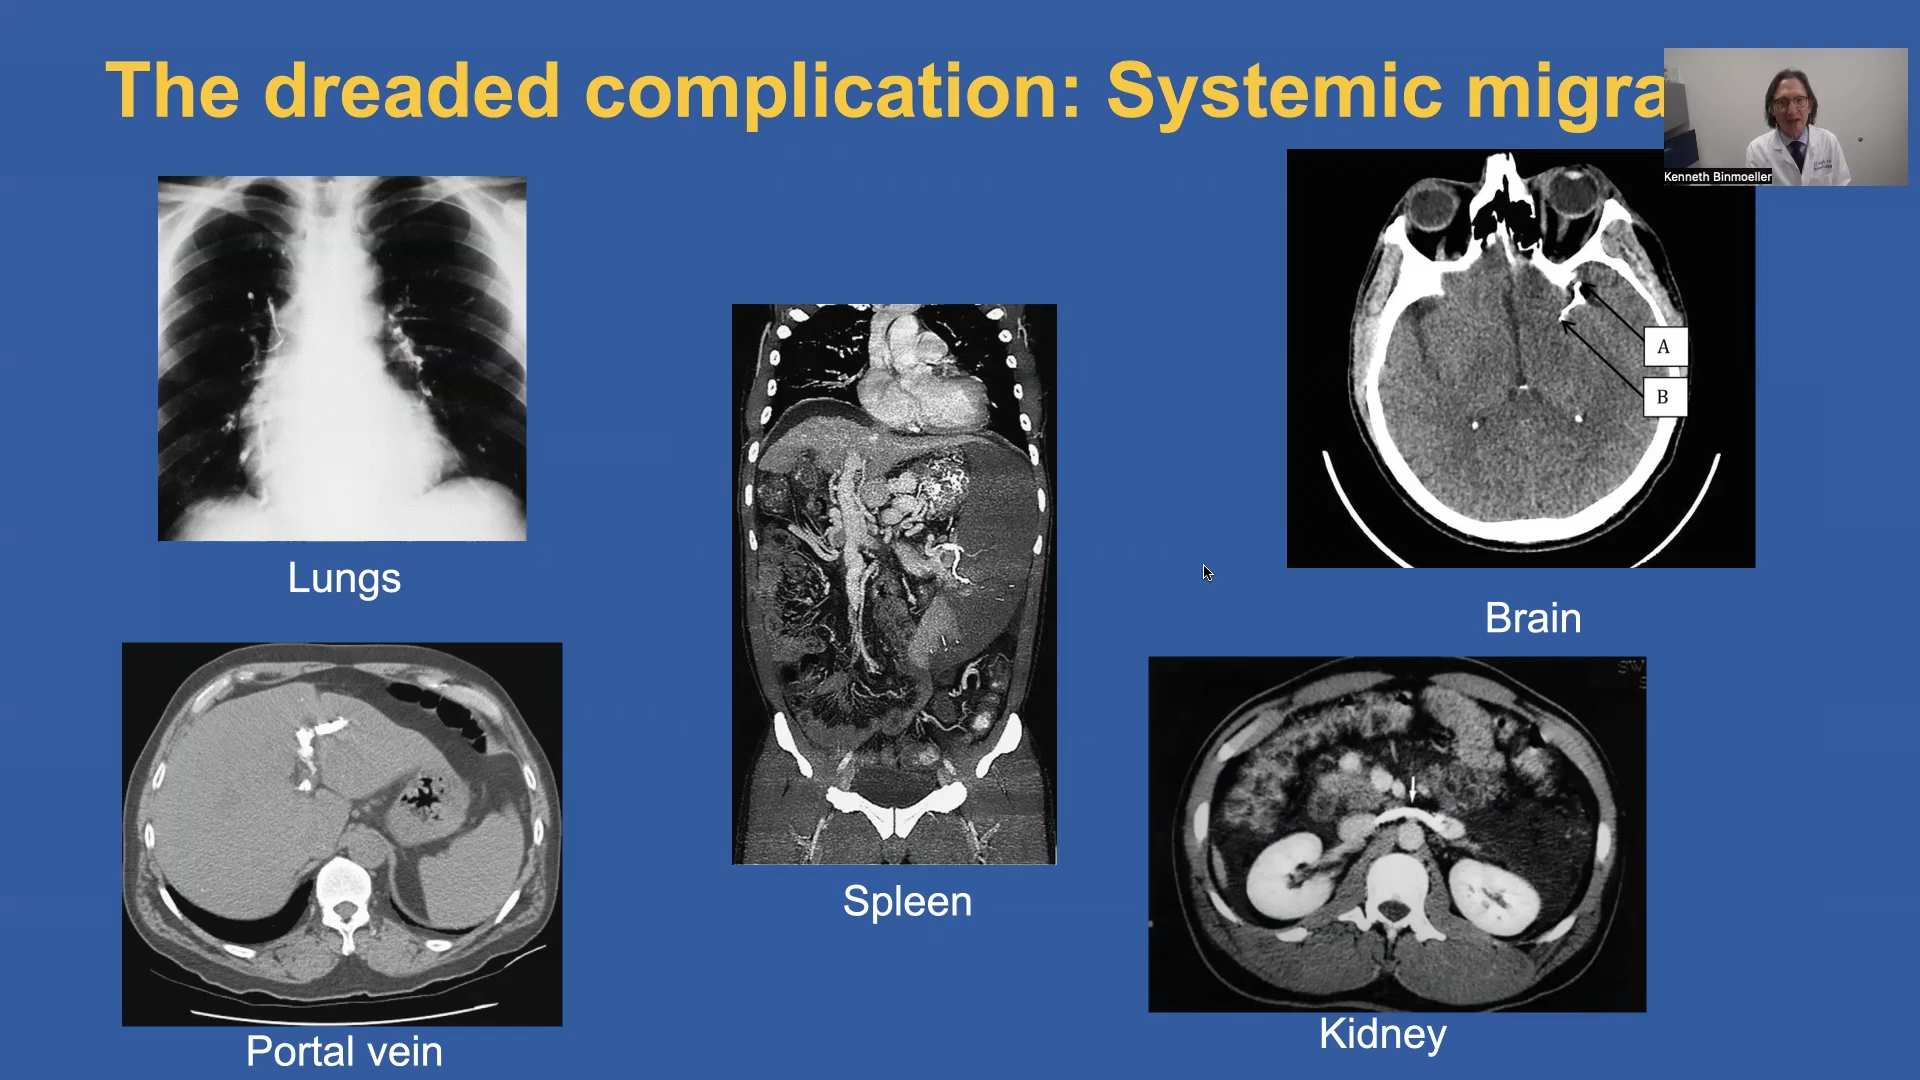 The dreaded complication: Systemic migra
Kenneth Binmoeller
A
B
Lungs
Brain
Spleen
Portal vein
Kidney